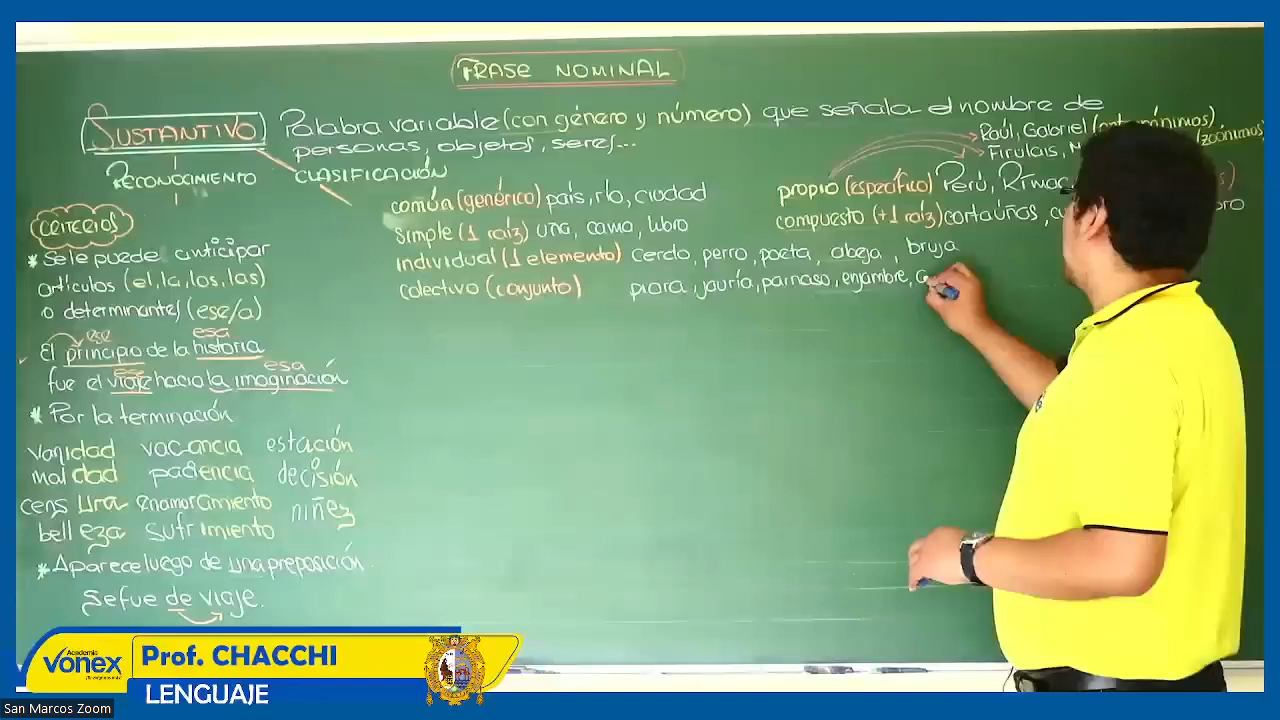 FRASE NOMINAL
SUSTANTIVO Palabra variable (con género y número) que señala el nombre de
personas, objetos, seres...
RECONOCIMIENTO CLASIFICACIÓN
CRITERIOS
* Se le puede anticipar
artículos (el, la, los, las)
o determinantes (ese/a)
ese esa
El principio de la historia
ese esa
fue el viaje hacia la imaginación
* Por la terminación
vanidad vacancia estación
maldad paciencia decisión
censura enamoramiento niñez
belleza sufrimiento
* Aparece luego de una preposición
Se fue de viaje.
común (genérico) país, río, ciudad
simple (1 raíz) uña, cama, libro
individual (1 elemento) Cerdo, perro, poeta, abeja, bruja
colectivo (conjunto) piara, jauría, parnaso, enjambre,
Raúl, Gabriel
Firulais, zoónimos)
propio (específico) Perú, Rímac
compuesto (+1 raíz) cortaúñas,
Academia
vonex
Prof. CHACCHI
LENGUAJE
San Marcos Zoom